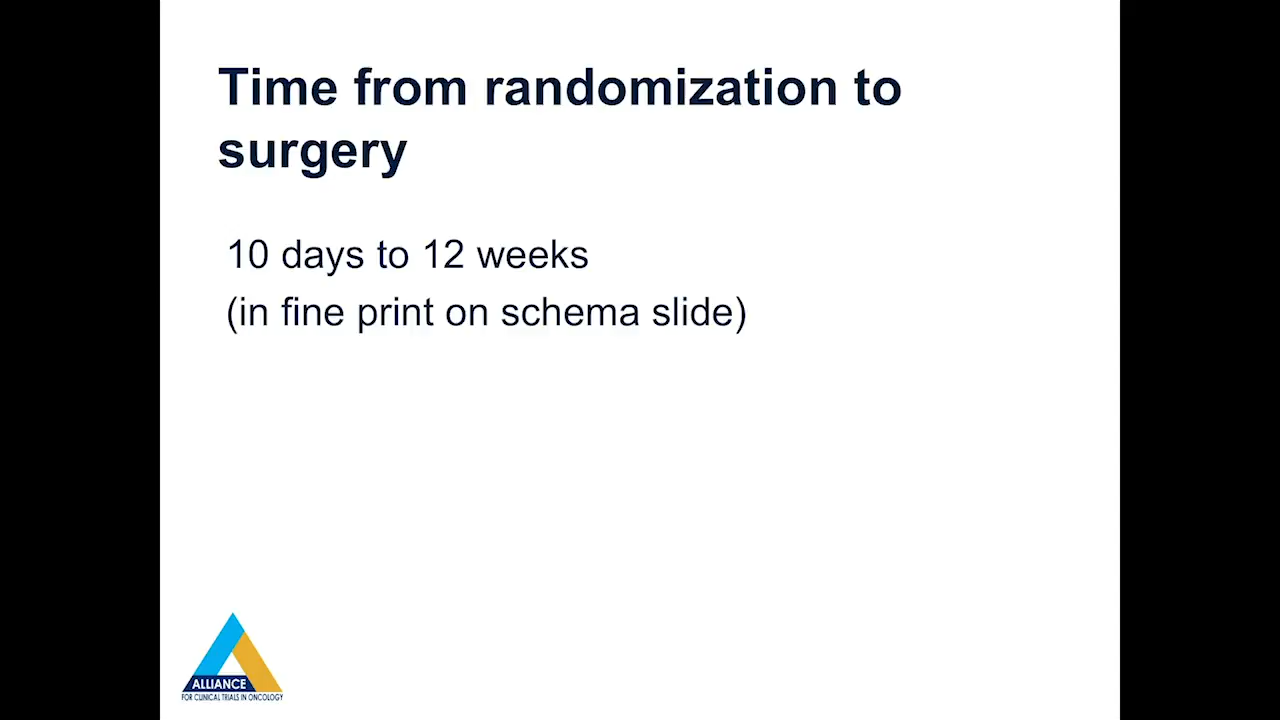 Time from randomization to
surgery
10 days to 12 weeks
(in fine print on schema slide)
ALLIANCE
FOR CLINICAL TRIALS IN ONCOLOGY